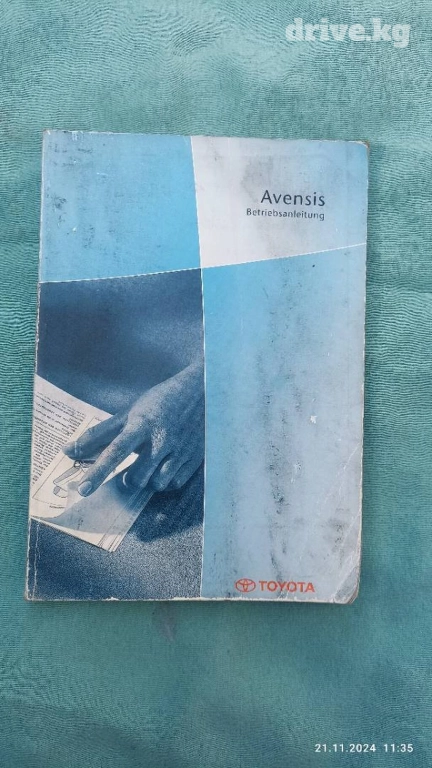 drive.kg
Avensis
Betriebsanleitung
TOYOTA
21.11.2024 11:35